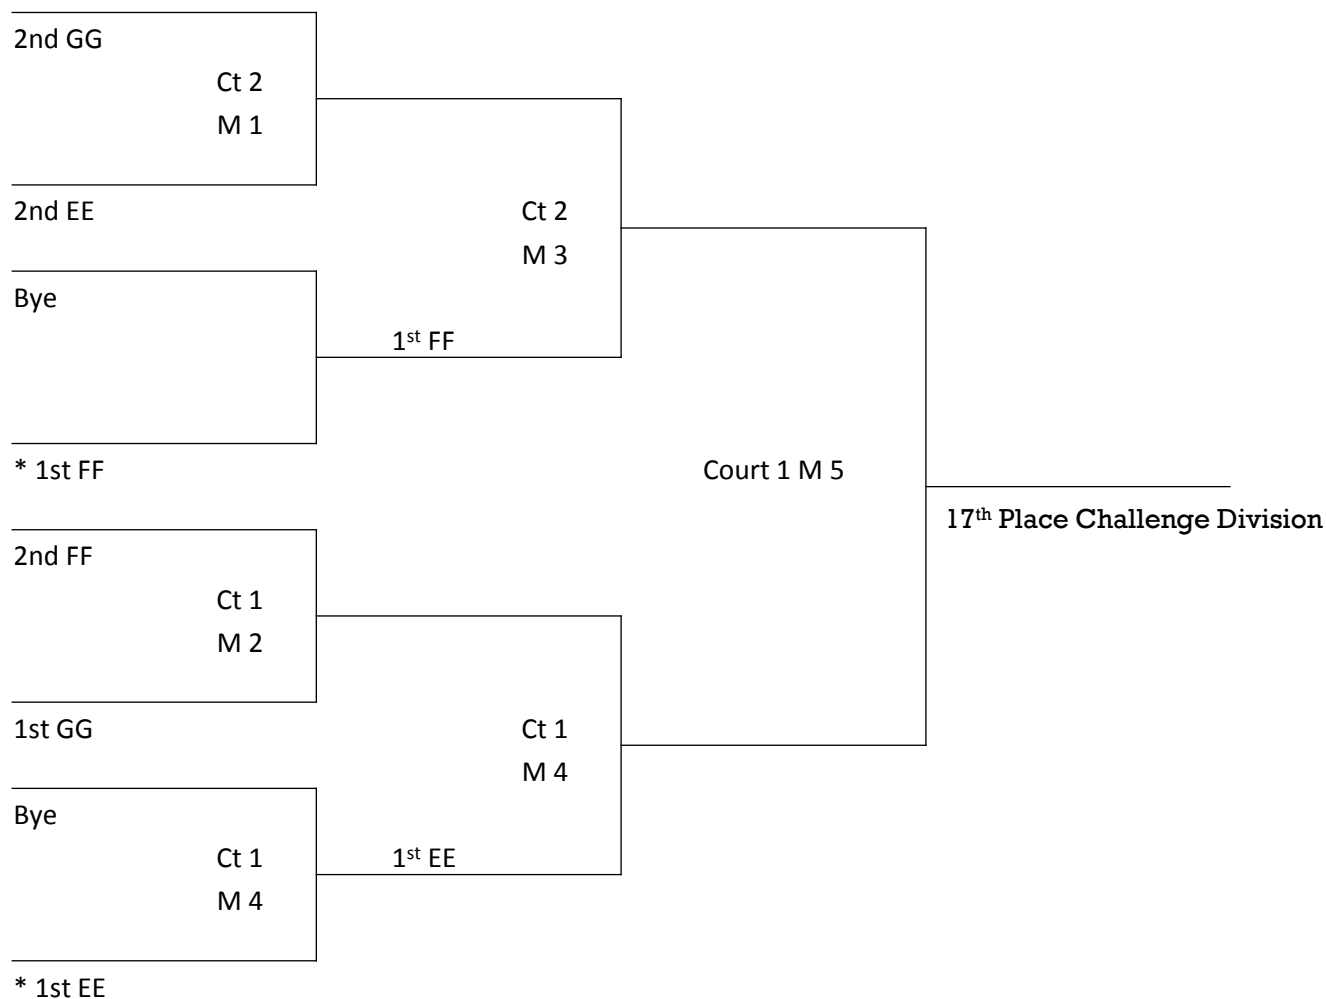 2nd GG
Ct 2
M 1
2nd EE
Ct 2
M 3
Bye
1st FF
* 1st FF
Court 1 M 5
17th Place Challenge Division
2nd FF
Ct 1
M 2
1st GG
Ct 1
M 4
Bye
Ct 1
1st EE
M 4
* 1st EE